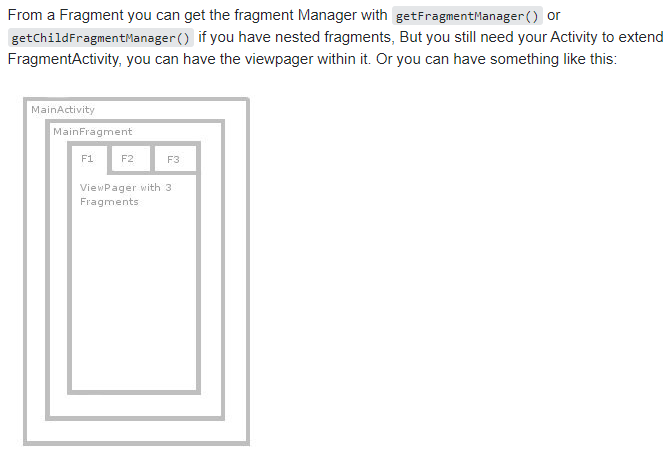 From a Fragment you can get the fragment Manager with getFragmentManager() or
getChildFragmentManager() if you have nested fragments, But you still need your Activity to extend
FragmentActivity, you can have the viewpager within it. Or you can have something like this:
MainActivity
MainFragment
F1 F2 F3
ViewPager with 3
Fragments